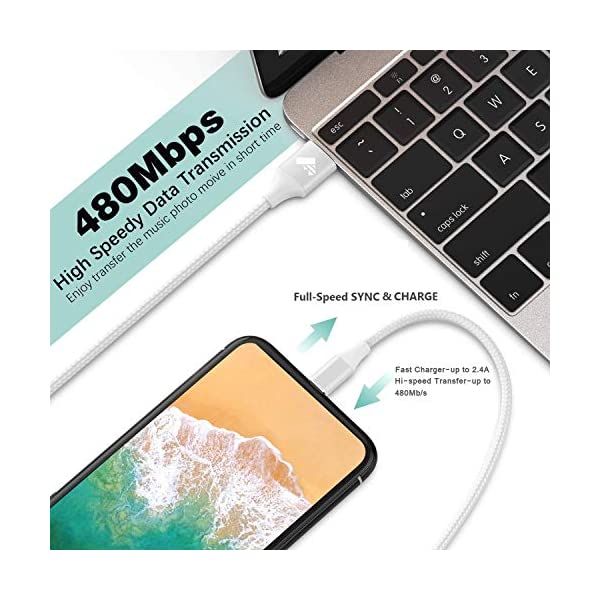 480Mbps
High Speedy Data Transmission
Enjoy transfer the music photo moive in short time
Full-Speed SYNC & CHARGE
Fast Charger-up to 2.4A
Hi-speed Transfer-up to
480Mb/s
esc
tab
caps lock
shift
fn
Q
W
E
A
S
Z
1
2